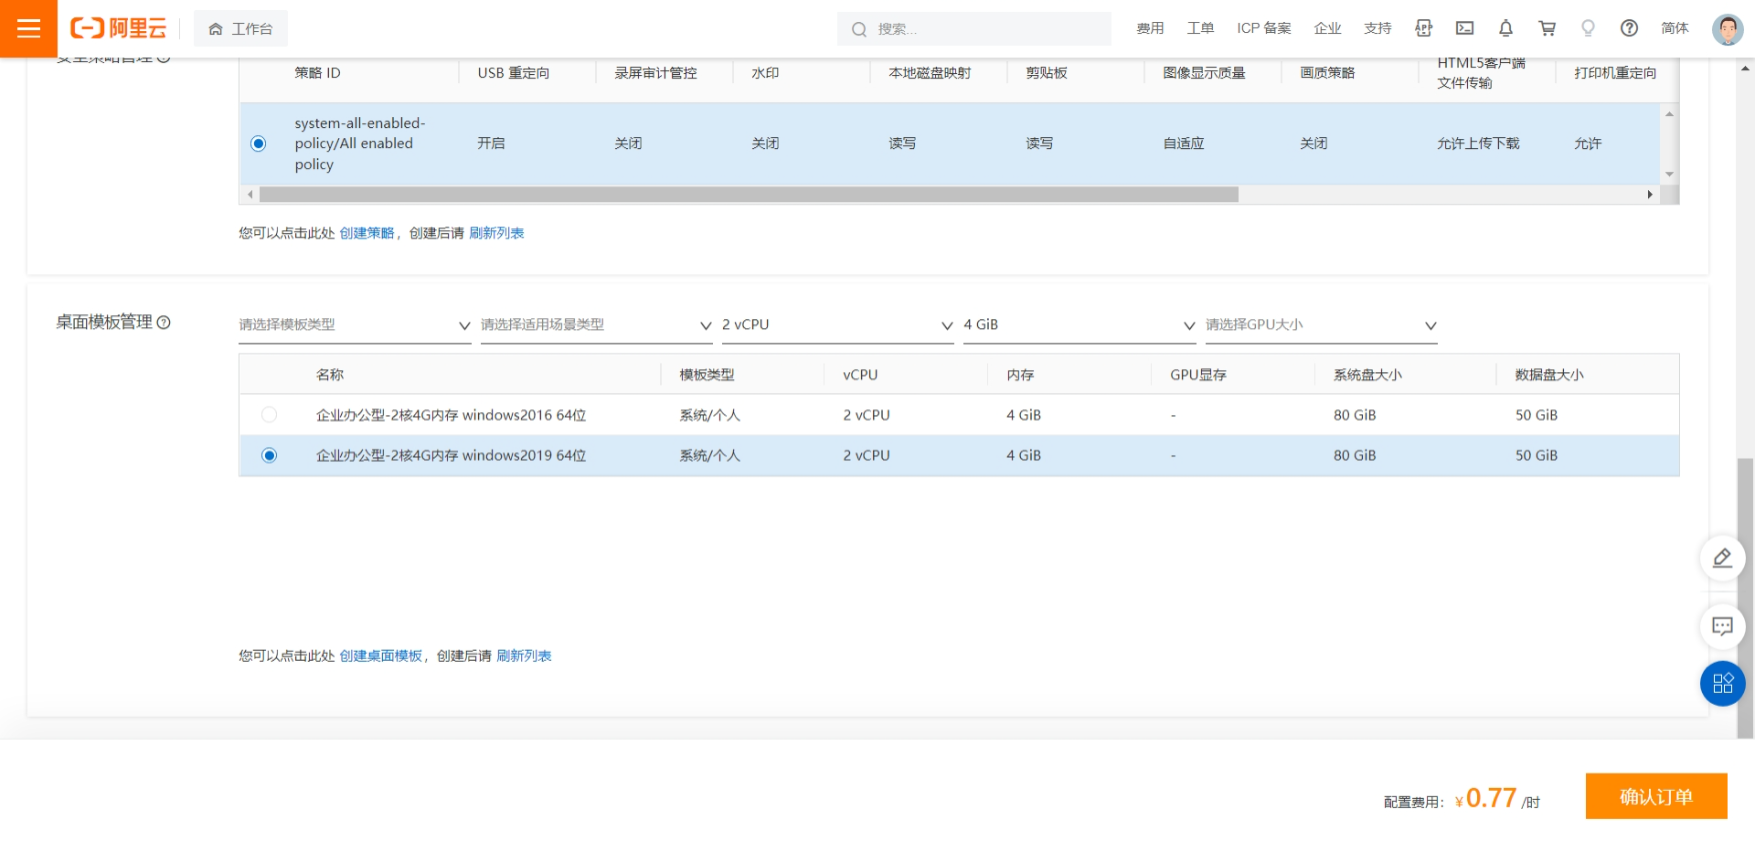 阿里云
工作台
搜索...
费用
工单
ICP 备案
企业
支持
简体
安全策略管理
策略 ID
USB 重定向
录屏审计管控
水印
本地磁盘映射
剪贴板
图像显示质量
画质策略
HTML5客户端
文件传输
打印机重定向
system-all-enabled-
policy/All enabled
policy
开启
关闭
关闭
读写
读写
自适应
关闭
允许上传下载
允许
您可以点击此处 创建策略，创建后请 刷新列表
桌面模板管理
请选择模板类型
请选择适用场景类型
2 vCPU
4 GiB
请选择GPU大小
名称
模板类型
vCPU
内存
GPU显存
系统盘大小
数据盘大小
企业办公型-2核4G内存 windows2016 64位
系统/个人
2 vCPU
4 GiB
-
80 GiB
50 GiB
企业办公型-2核4G内存 windows2019 64位
系统/个人
2 vCPU
4 GiB
-
80 GiB
50 GiB
您可以点击此处 创建桌面模板，创建后请 刷新列表
配置费用：¥0.77 /时
确认订单